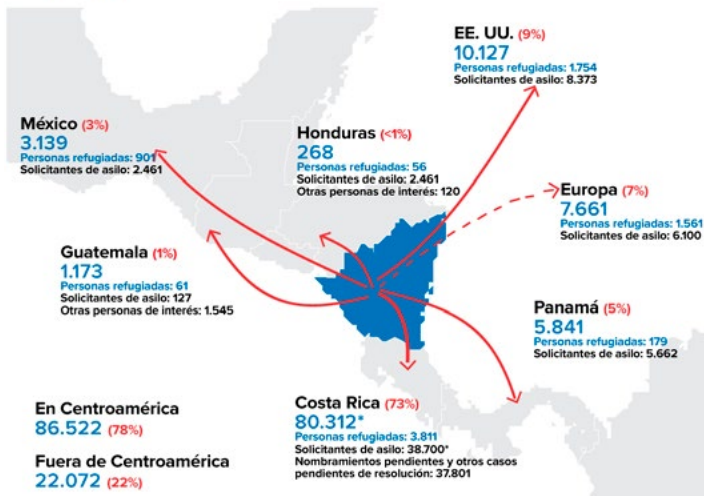 EE. UU. (9%)
10.127
Personas refugiadas: 1.754
Solicitantes de asilo: 8.373
México (3%)
3.139
Personas refugiadas: 901
Solicitantes de asilo: 2.461
Honduras (<1%)
268
Personas refugiadas: 56
Solicitantes de asilo: 2.461
Otras personas de interés: 120
Europa (7%)
7.661
Personas refugiadas: 1.561
Solicitantes de asilo: 6.100
Guatemala (1%)
1.173
Personas refugiadas: 61
Solicitantes de asilo: 127
Otras personas de interés: 1.545
Panamá (5%)
5.841
Personas refugiadas: 179
Solicitantes de asilo: 5.662
En Centroamérica
86.522 (78%)
Fuera de Centroamérica
22.072 (22%)
Costa Rica (73%)
80.312*
Personas refugiadas: 3.811
Solicitantes de asilo: 38.700*
Nombramientos pendientes y otros casos
pendientes de resolución: 37.801